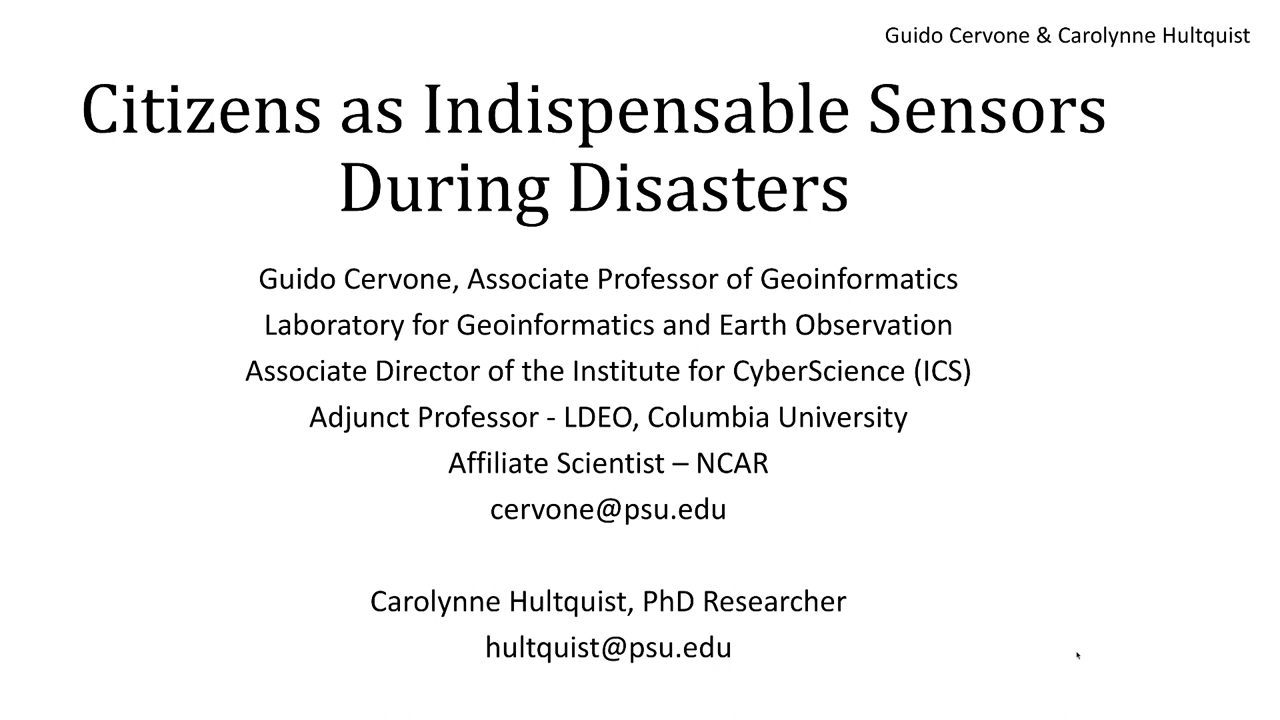 Guido Cervone & Carolynne Hultquist
Citizens as Indispensable Sensors
During Disasters
Guido Cervone, Associate Professor of Geoinformatics
Laboratory for Geoinformatics and Earth Observation
Associate Director of the Institute for CyberScience (ICS)
Adjunct Professor - LDEO, Columbia University
Affiliate Scientist – NCAR
cervone@psu.edu
Carolynne Hultquist, PhD Researcher
hultquist@psu.edu